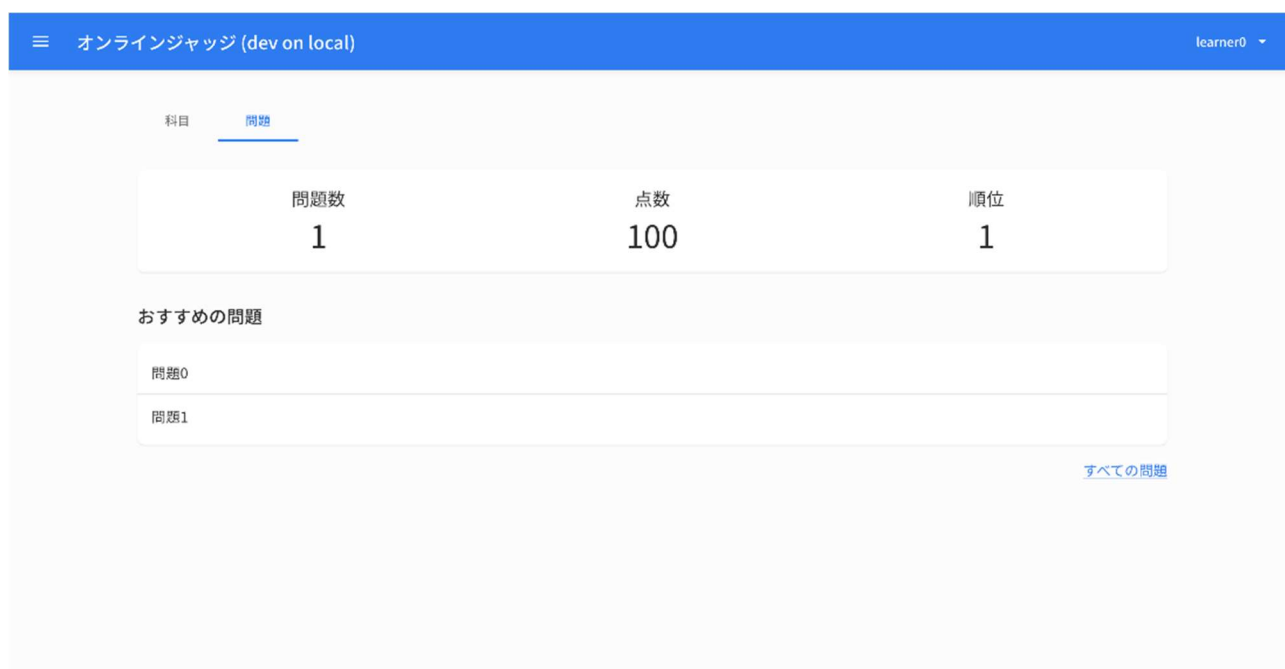 オンラインジャッジ (dev on local) learner0
科目 問題
問題数 点数 順位
1 100 1
おすすめの問題
問題0
問題1
すべての問題